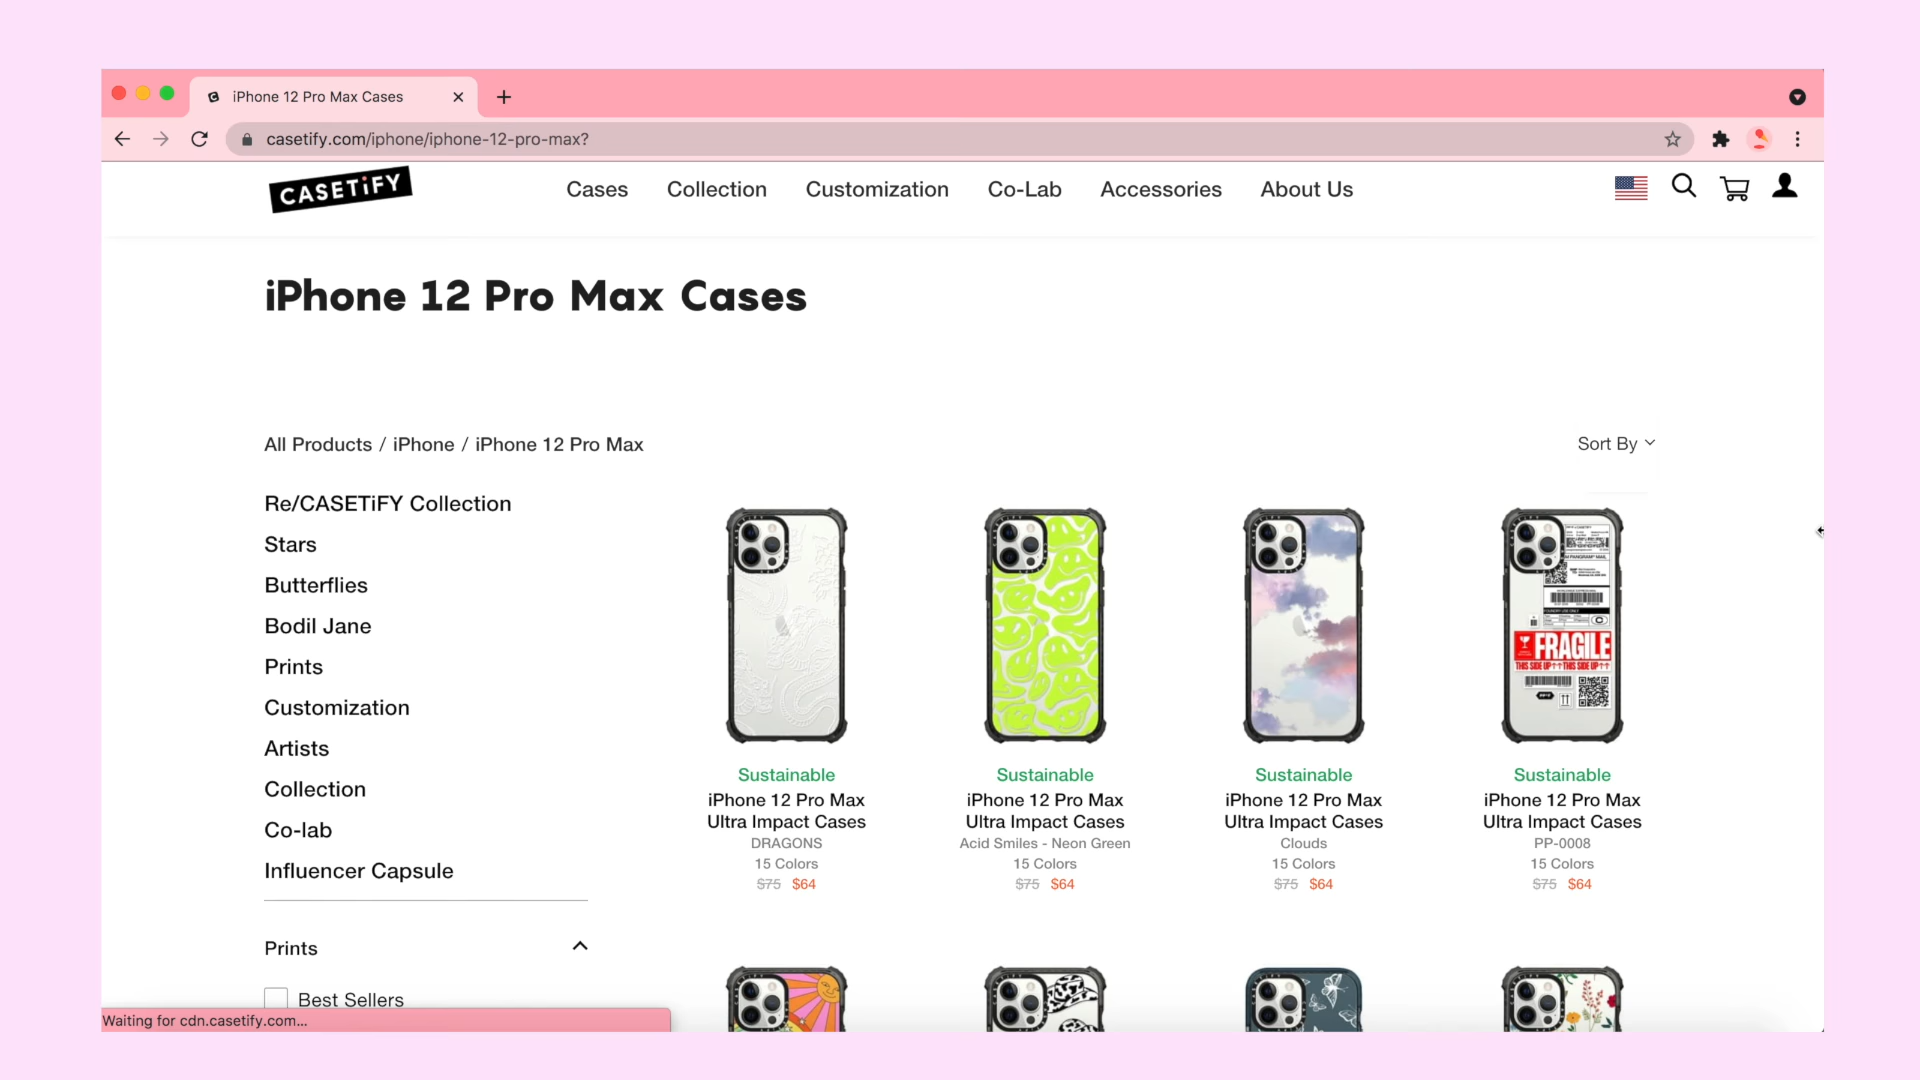 iPhone 12 Pro Max Cases
casetify.com/iphone/iphone-12-pro-max?
CASETiFY
Cases
Collection
Customization
Co-Lab
Accessories
About Us
iPhone 12 Pro Max Cases
All Products / iPhone / iPhone 12 Pro Max
Sort By
Re/CASETiFY Collection
Stars
Butterflies
Bodil Jane
Prints
Customization
Artists
Collection
Co-lab
Influencer Capsule
Prints
Best Sellers
FRAGILE
THIS SIDE UP↑↑THIS SIDE UP↑↑
Sustainable
iPhone 12 Pro Max
Ultra Impact Cases
DRAGONS
15 Colors
$75 $64
Sustainable
iPhone 12 Pro Max
Ultra Impact Cases
Acid Smiles - Neon Green
15 Colors
$75 $64
Sustainable
iPhone 12 Pro Max
Ultra Impact Cases
Clouds
15 Colors
$75 $64
Sustainable
iPhone 12 Pro Max
Ultra Impact Cases
PP-0008
15 Colors
$75 $64
Waiting for cdn.casetify.com...